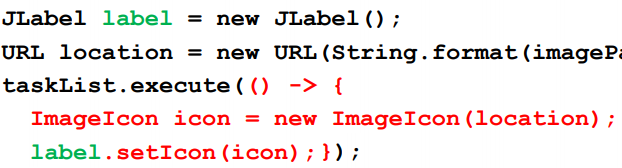 JLabel label = new JLabel();
URL location = new URL(String.format(
taskList.execute(() -> {
ImageIcon icon = new ImageIcon(location);
label.setIcon(icon);});